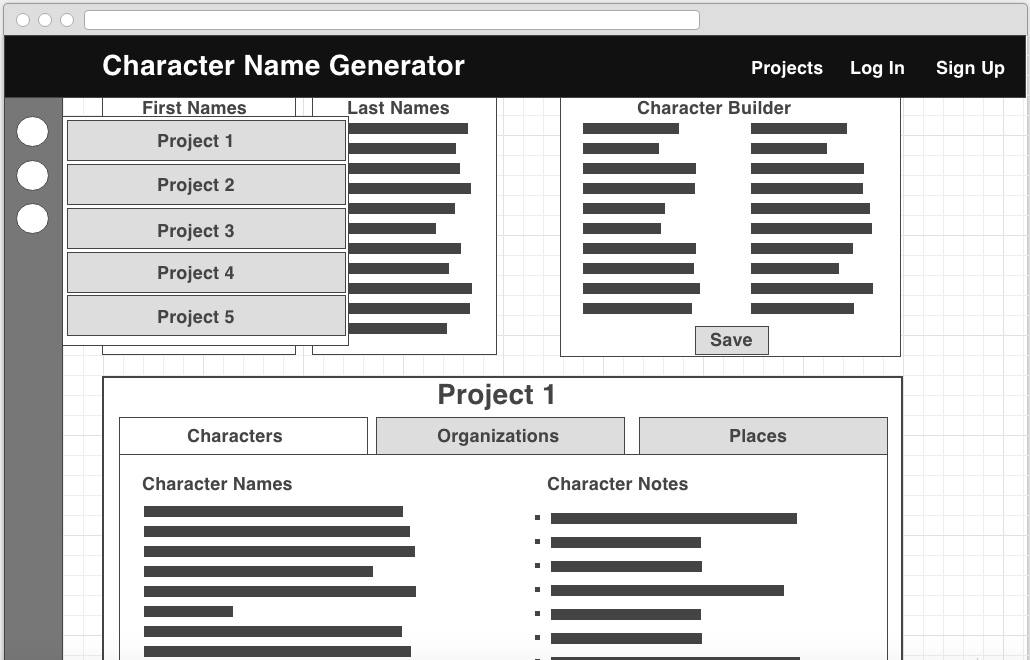 Character Name Generator
Projects Log In Sign Up
First Names Last Names Character Builder
Project 1
Project 2
Project 3
Project 4
Project 5
Save
Project 1
Characters Organizations Places
Character Names Character Notes